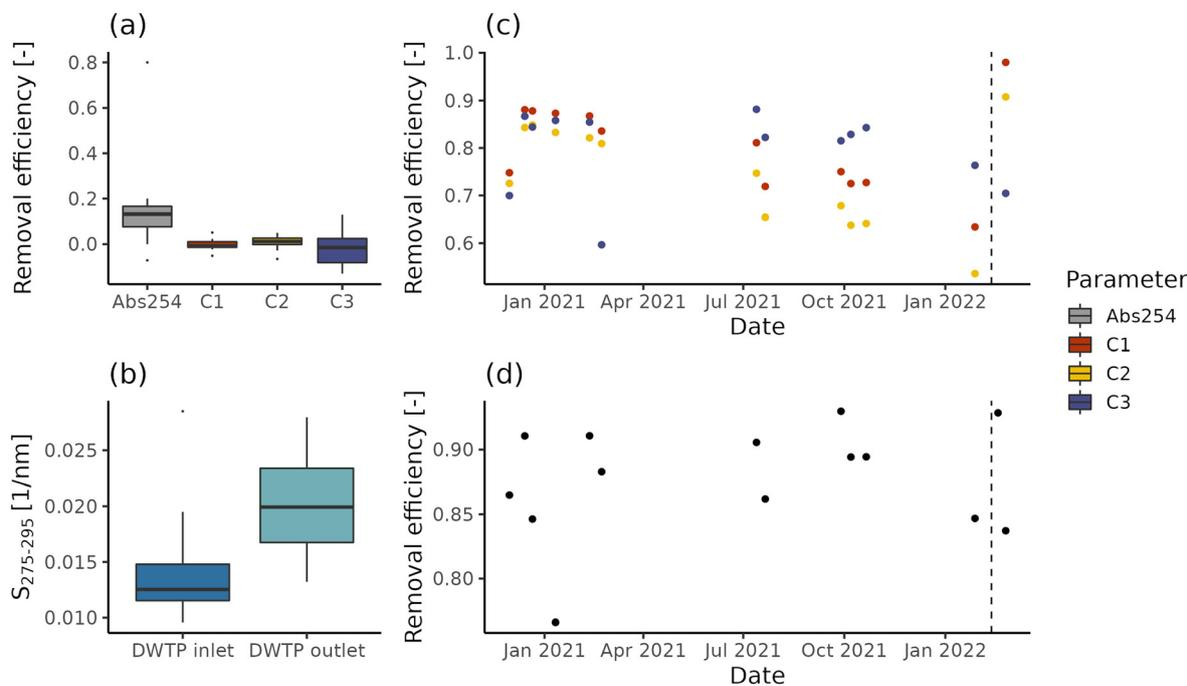 (a)
Removal efficiency [-]
0.8
0.6
0.4
0.2
0.0
Abs254 C1 C2 C3
(c)
Removal efficiency [-]
1.0
0.9
0.8
0.7
0.6
Jan 2021 Apr 2021 Jul 2021 Oct 2021 Jan 2022
Date
Parameter
Abs254
C1
C2
C3
(b)
S275-295 [1/nm]
0.025
0.020
0.015
0.010
DWTP inlet DWTP outlet
(d)
Removal efficiency [-]
0.90
0.85
0.80
Jan 2021 Apr 2021 Jul 2021 Oct 2021 Jan 2022
Date